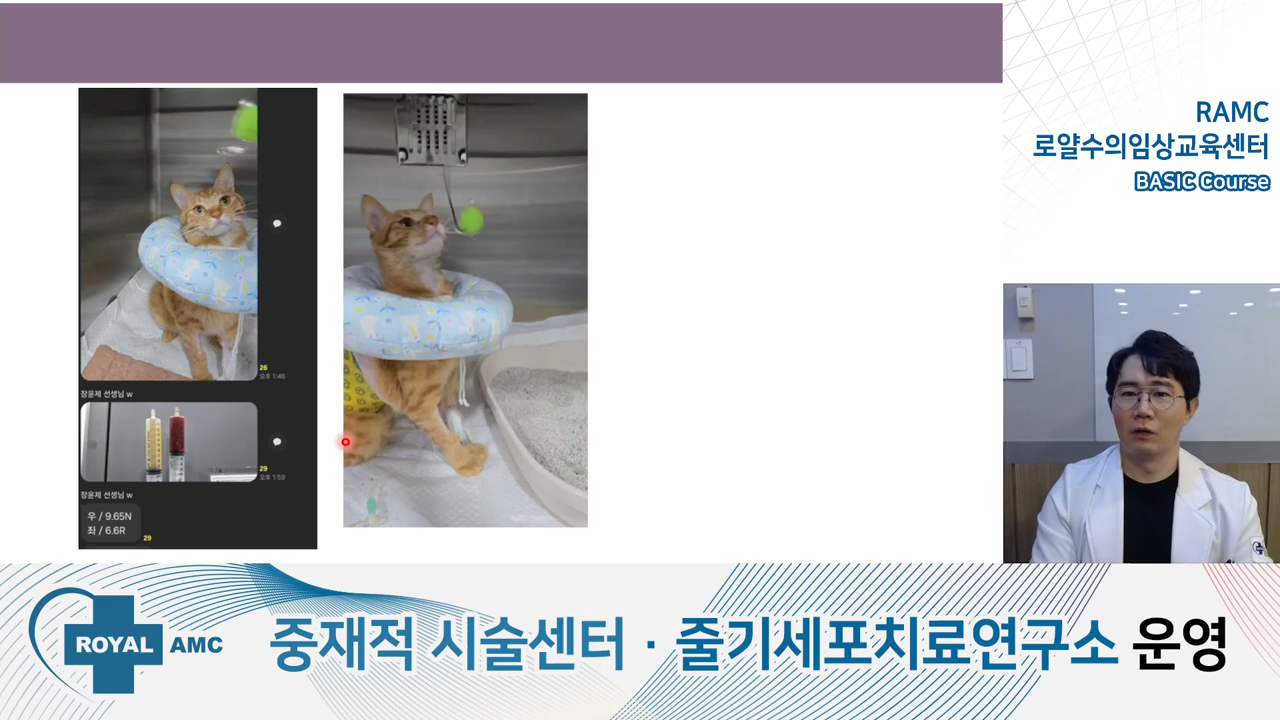 RAMC
로얄수의임상교육센터
BASIC Course
26
오후 1:46
장윤제 선생님 w
29
오후 1:59
장윤제 선생님 w
우 / 9.65N
좌 / 6.6R
29
ROYAL AMC
중재적 시술센터 · 줄기세포치료연구소 운영